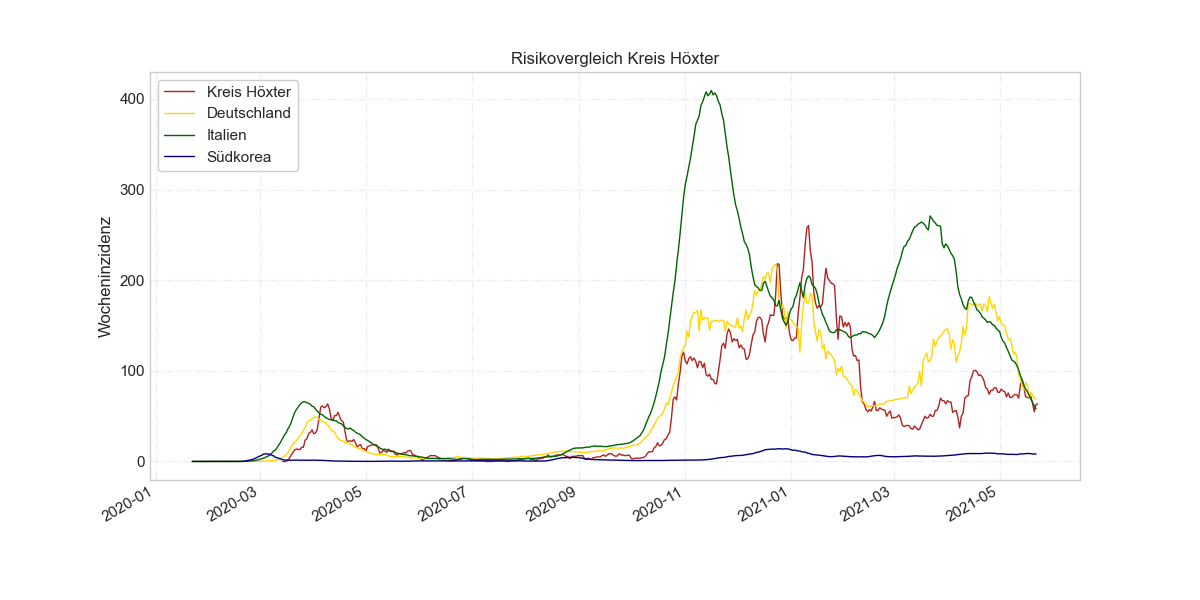 Risikovergleich Kreis Höxter
Kreis Höxter
Deutschland
Italien
Südkorea
Wocheninzidenz
400
300
200
100
0
2020-01
2020-03
2020-05
2020-07
2020-09
2020-11
2021-01
2021-03
2021-05